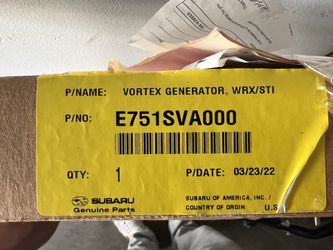 P/NAME: VORTEX GENERATOR, WRX/STI
P/NO: E751SVA000
QTY: 1 P/DATE: 03/23/22
SUBARU
Genuine Parts
SUBARU OF AMERICA, INC. /
COUNTRY OF ORIGIN U.S